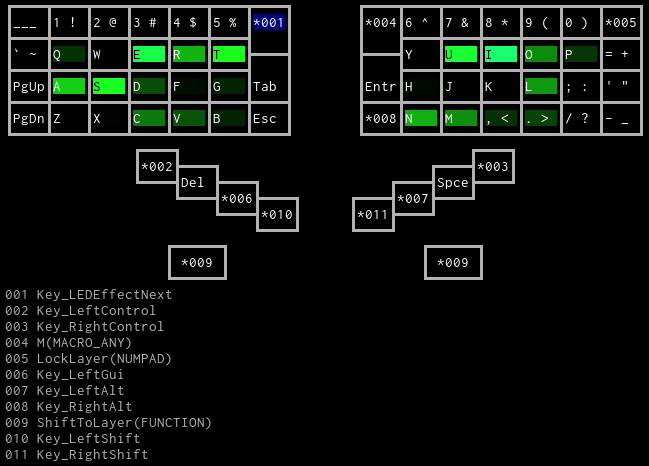 ___ 1 ! 2 @ 3 # 4 $ 5 % *001 *004 6 ^ 7 & 8 * 9 ( 0 ) *005
` ~ Q W E R T Y U I O P = +
PgUp A S D F G Tab Entr H J K L ; : ' "
PgDn Z X C V B Esc *008 N M , < . > / ? - _
*002 *003
Del Spce
*006 *007
*010 *011
*009 *009
001 Key_LEDEffectNext
002 Key_LeftControl
003 Key_RightControl
004 M(MACRO_ANY)
005 LockLayer(NUMPAD)
006 Key_LeftGui
007 Key_LeftAlt
008 Key_RightAlt
009 ShiftToLayer(FUNCTION)
010 Key_LeftShift
011 Key_RightShift